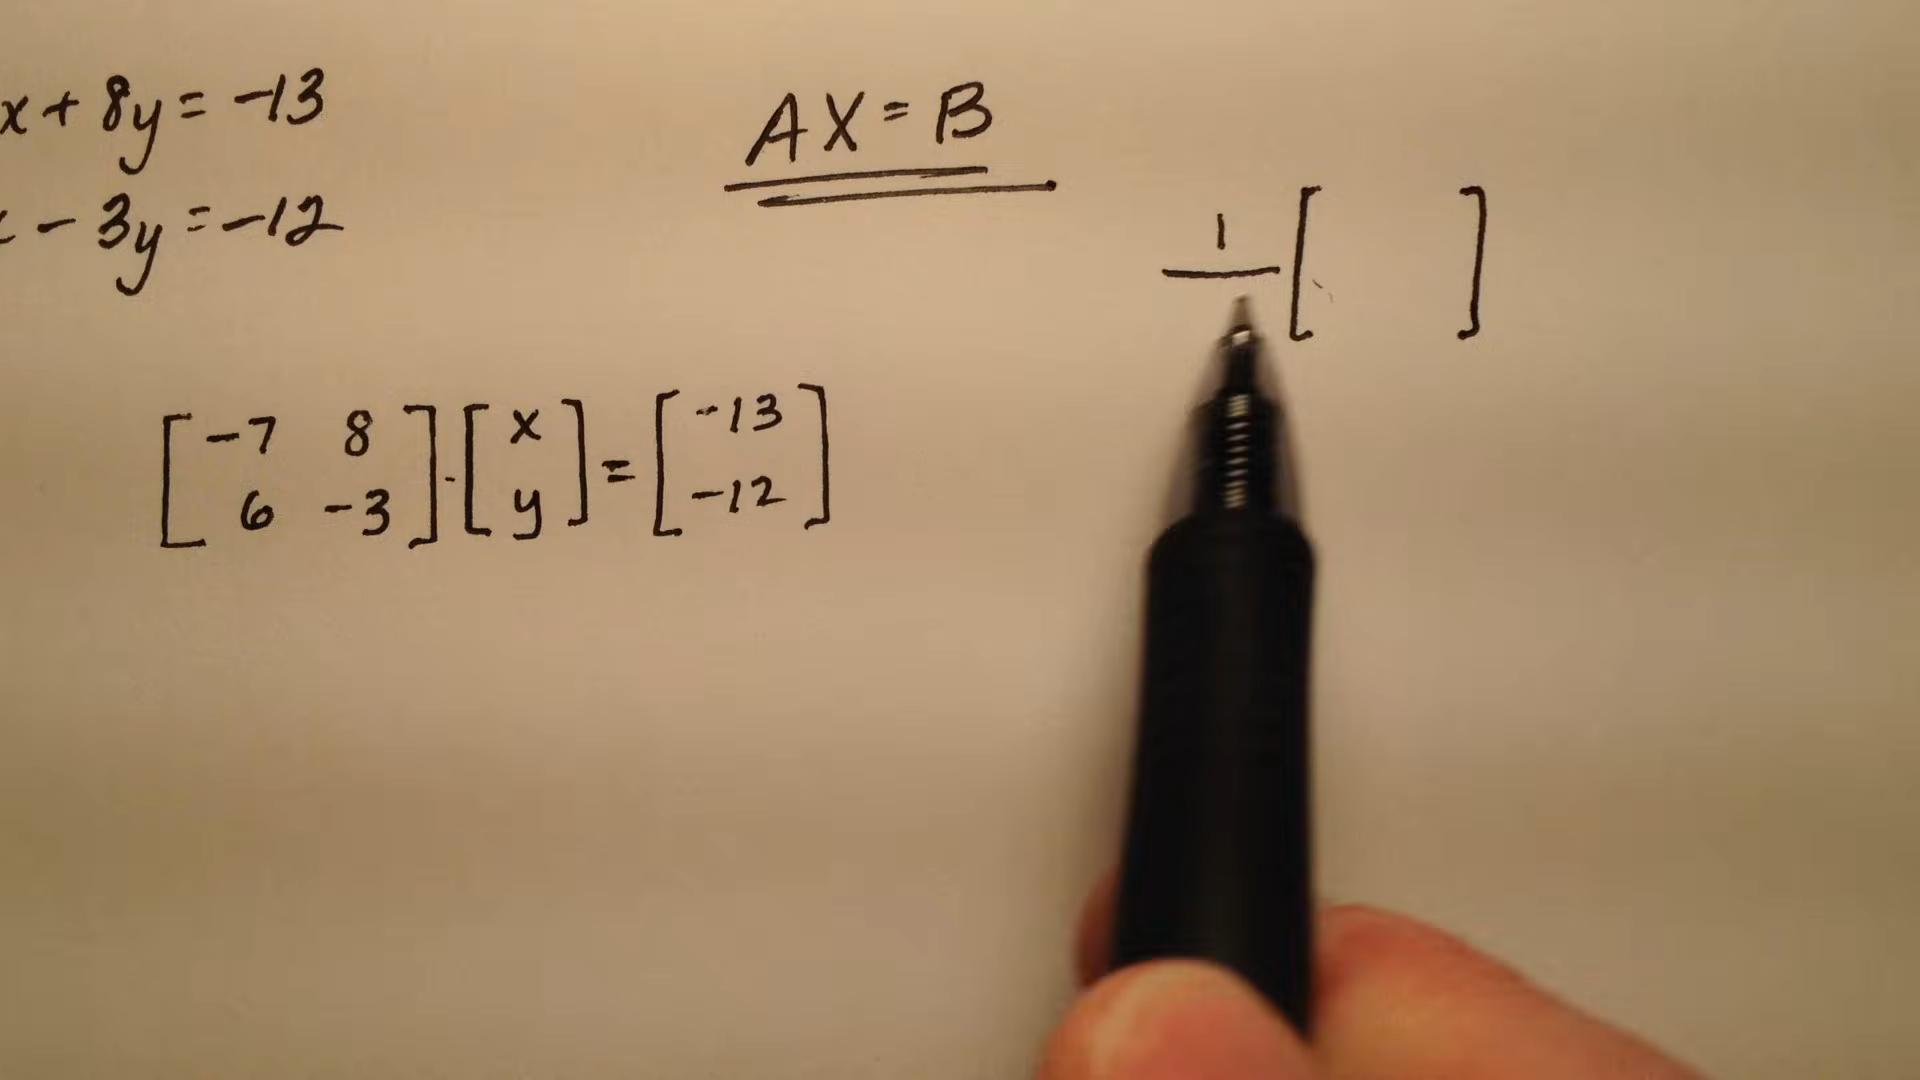 x + 8y = -13
- 3y = -12
AX = B
1
[ ]
[ -7 8 ] · [ x ] = [ -13 ]
[ 6 -3 ] [ y ] [ -12 ]